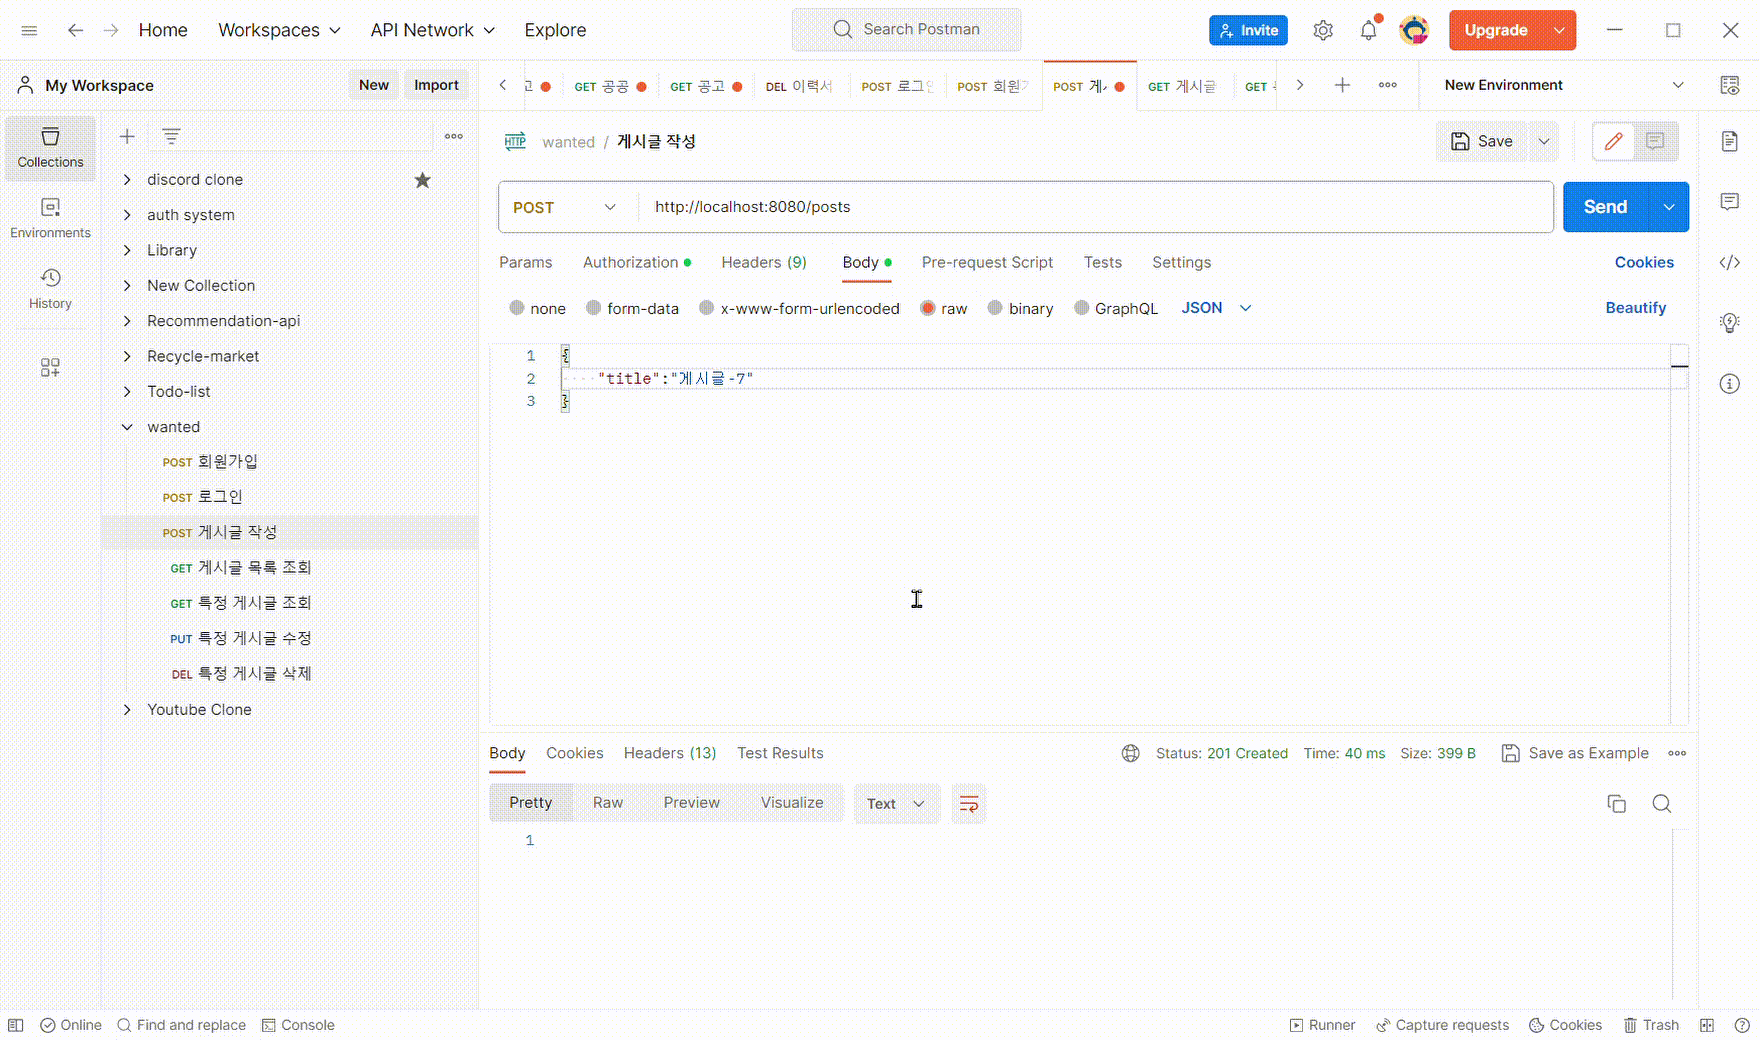 Home Workspaces API Network Explore Search Postman Invite Upgrade
My Workspace New Import
GET 공공 GET 공고 DEL 이력서 POST 로그인 POST 회원 POST 게시 GET 게시글 GET New Environment
Collections
Environments
History
discord clone
auth system
Library
New Collection
Recommendation-api
Recycle-market
Todo-list
wanted
POST 회원가입
POST 로그인
POST 게시글 작성
GET 게시글 목록 조회
GET 특정 게시글 조회
PUT 특정 게시글 수정
DEL 특정 게시글 삭제
Youtube Clone
HTTP wanted / 게시글 작성 Save
POST http://localhost:8080/posts Send
Params Authorization Headers (9) Body Pre-request Script Tests Settings Cookies
none form-data x-www-form-urlencoded raw binary GraphQL JSON Beautify
1 {
2 "title":"게시글-7"
3 }
Body Cookies Headers (13) Test Results Status: 201 Created Time: 40 ms Size: 399 B Save as Example
Pretty Raw Preview Visualize Text
1
Online Find and replace Console Runner Capture requests Cookies Trash